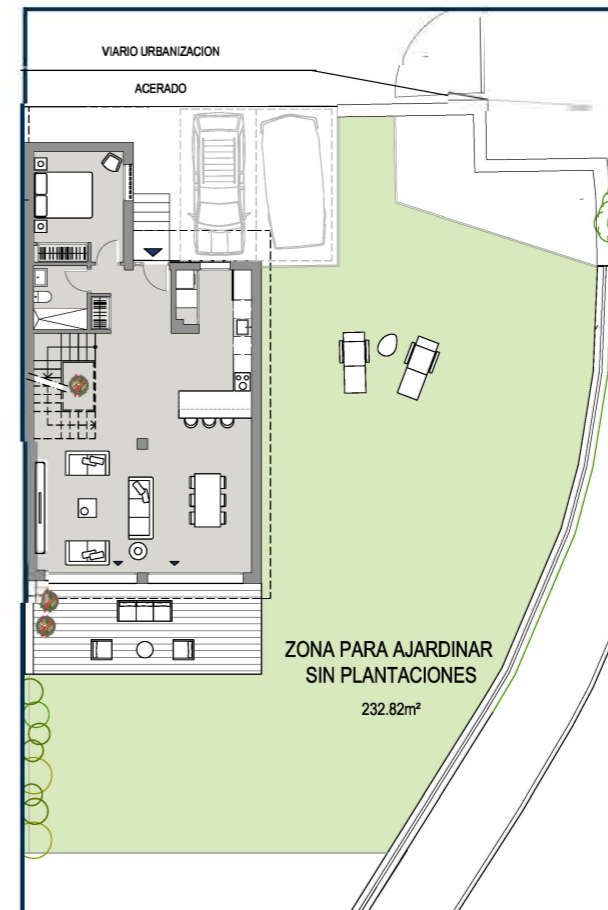 VIARIO URBANIZACION
ACERADO
ZONA PARA AJARDINAR
SIN PLANTACIONES
232.82m²